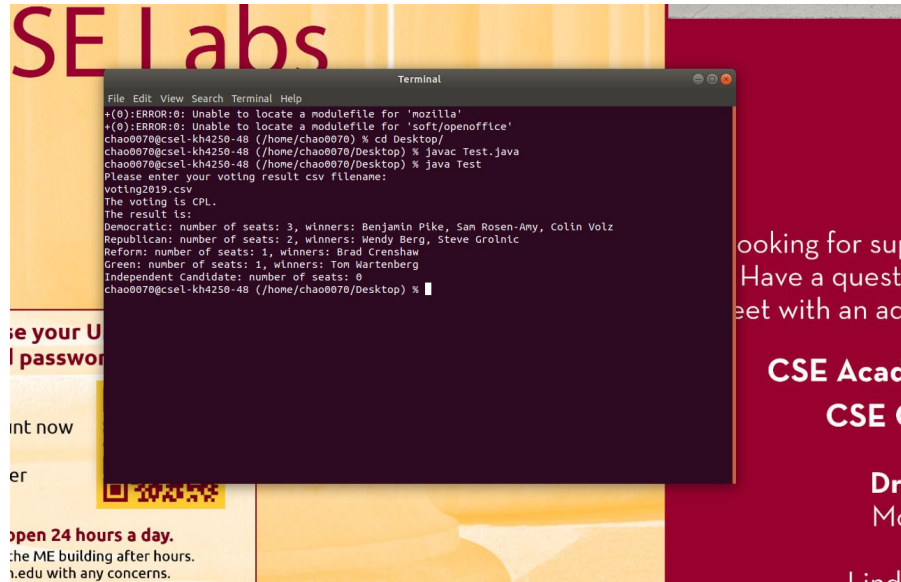 SE Labs
Terminal
File Edit View Search Terminal Help
+(0):ERROR:0: Unable to locate a modulefile for 'mozilla'
+(0):ERROR:0: Unable to locate a modulefile for 'soft/openoffice'
chao0070@csel-kh4250-48 (/home/chao0070) % cd Desktop/
chao0070@csel-kh4250-48 (/home/chao0070/Desktop) % javac Test.java
chao0070@csel-kh4250-48 (/home/chao0070/Desktop) % java Test
Please enter your voting result csv filename:
voting2019.csv
The voting is CPL.
The result is:
Democratic: number of seats: 3, winners: Benjamin Pike, Sam Rosen-Amy, Colin Volz
Republican: number of seats: 2, winners: Wendy Berg, Steve Grolnic
Reform: number of seats: 1, winners: Brad Crenshaw
Green: number of seats: 1, winners: Tom Wartenberg
Independent Candidate: number of seats: 0
chao0070@csel-kh4250-48 (/home/chao0070/Desktop) %
se your U
passwor
nt now
er
open 24 hours a day.
the ME building after hours.
n.edu with any concerns.
ooking for su
Have a quest
eet with an ac
CSE Acad
CSE
Dr
Mo